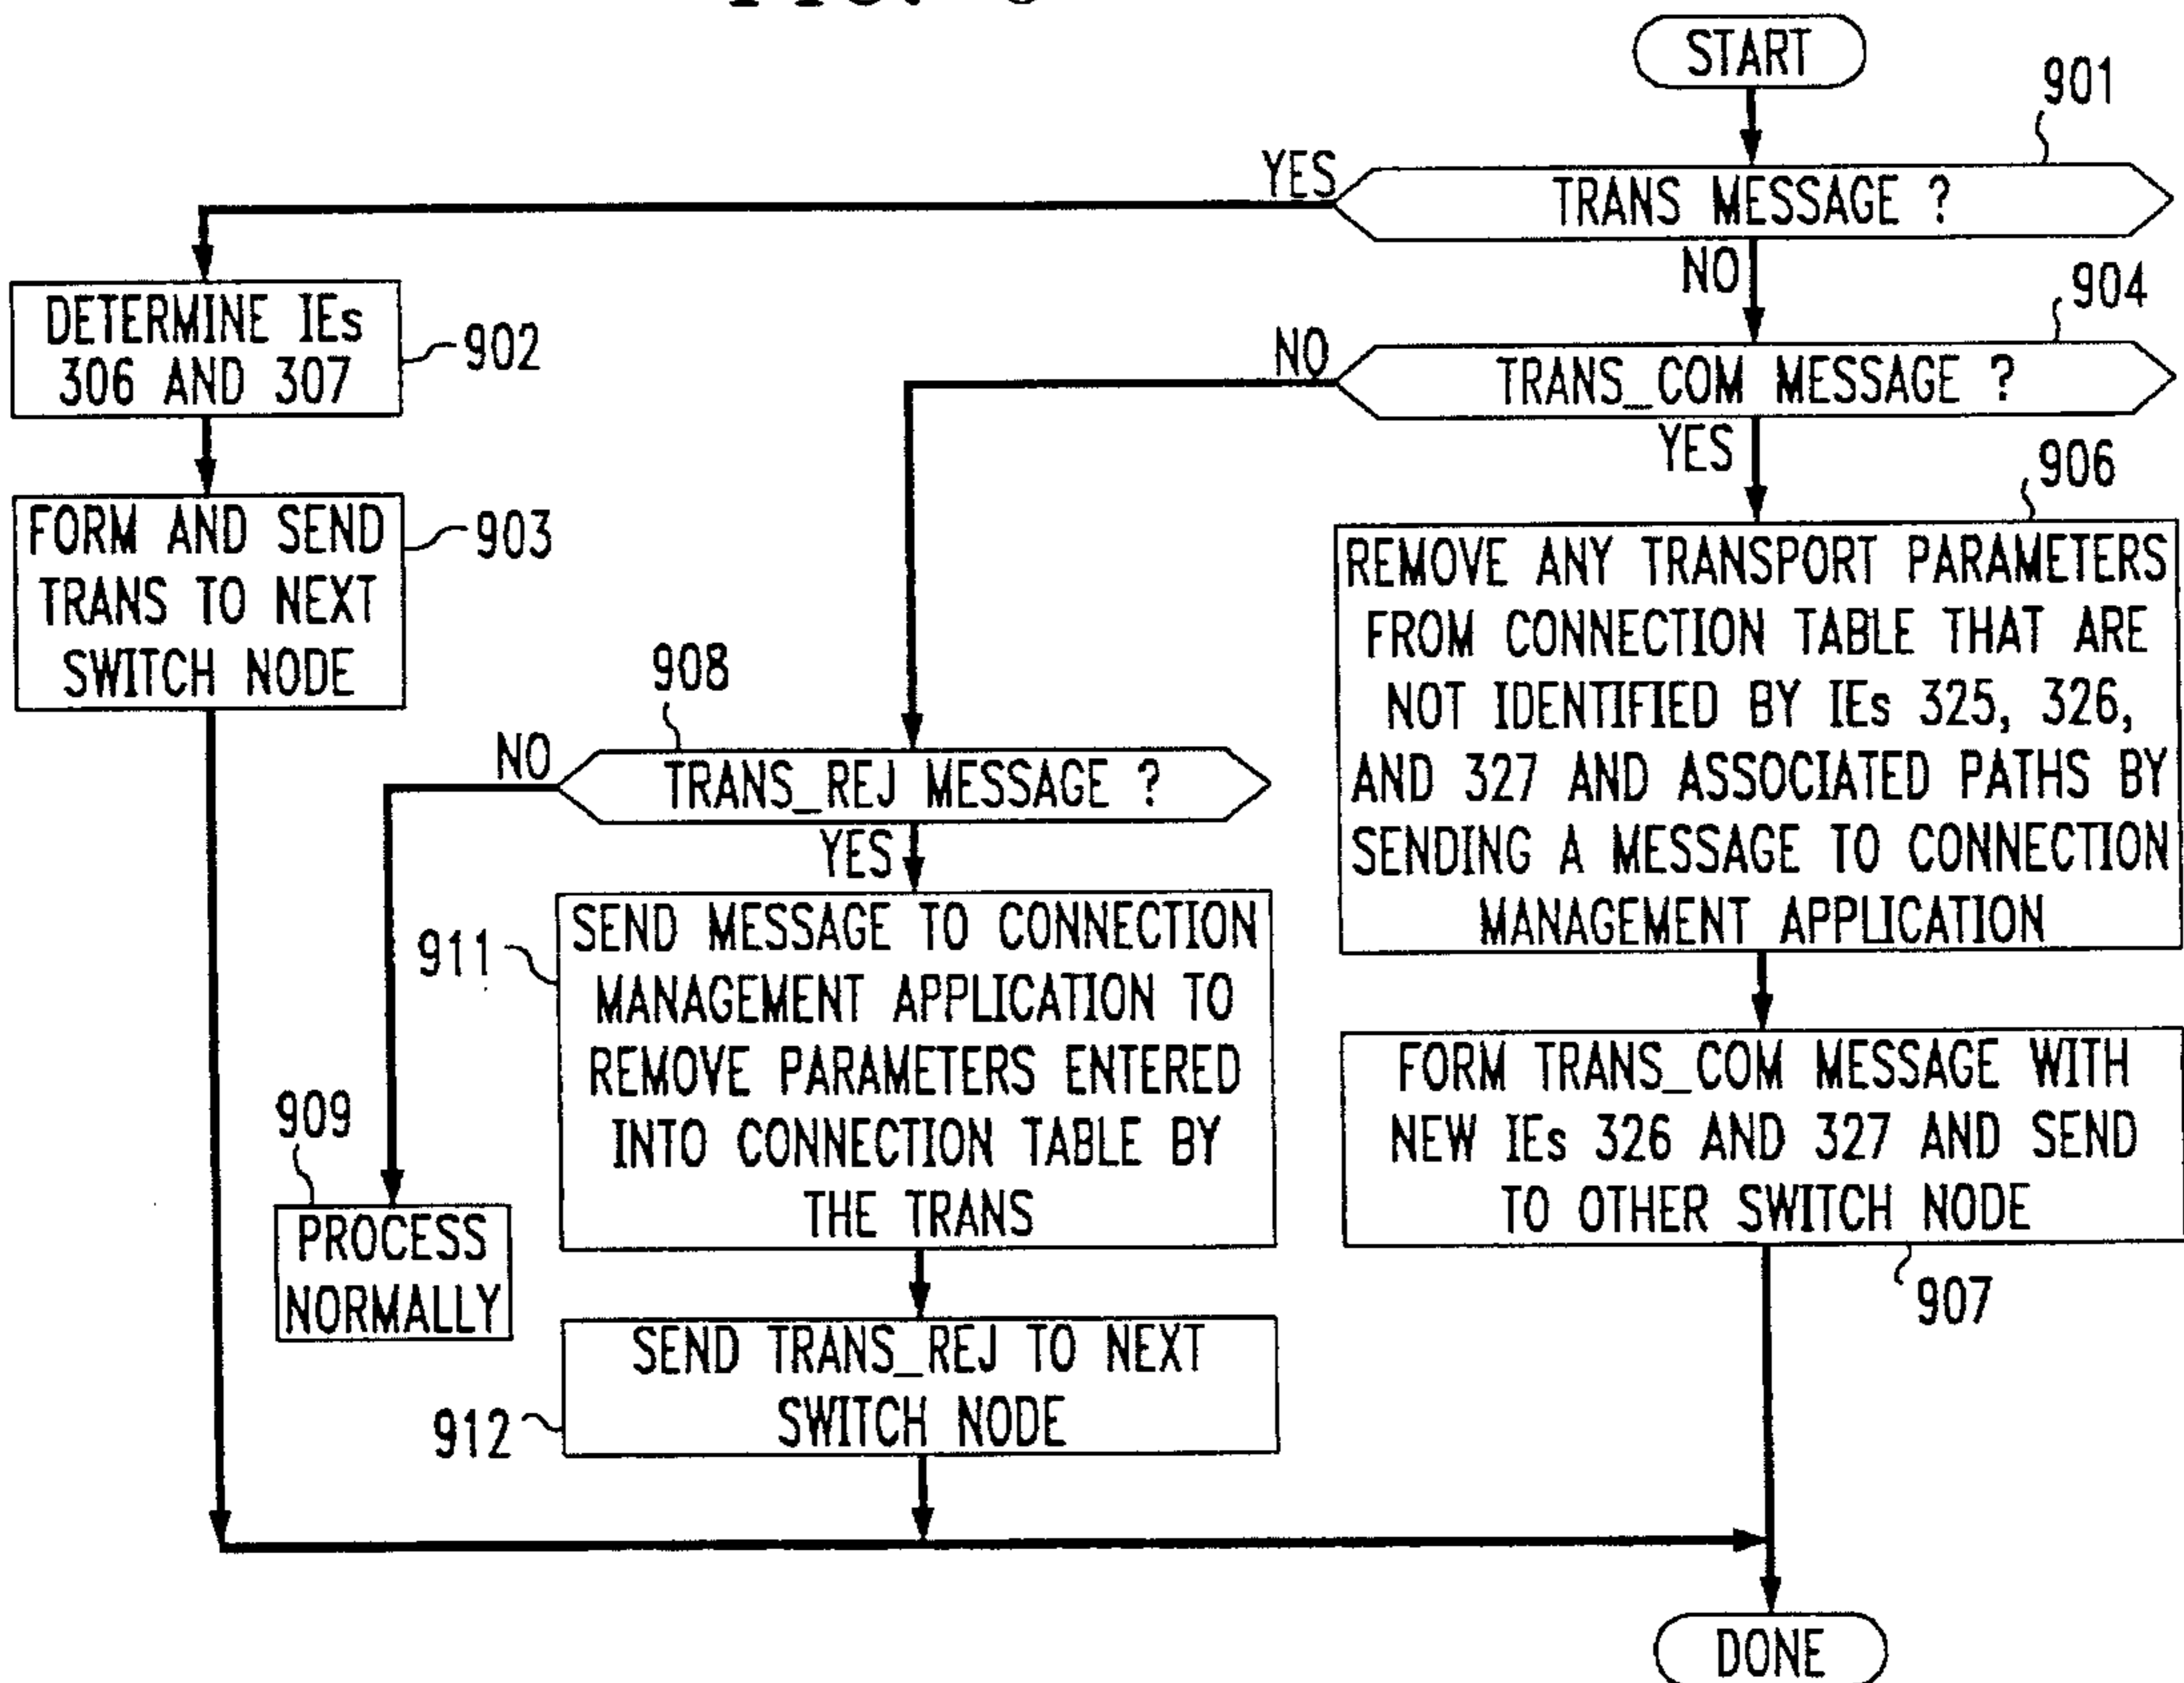 START
901
YES
TRANS MESSAGE ?
NO
904
DETERMINE IEs
306 AND 307
902
NO
TRANS_COM MESSAGE ?
YES
906
FORM AND SEND
TRANS TO NEXT
SWITCH NODE
903
REMOVE ANY TRANSPORT PARAMETERS
FROM CONNECTION TABLE THAT ARE
NOT IDENTIFIED BY IEs 325, 326,
AND 327 AND ASSOCIATED PATHS BY
SENDING A MESSAGE TO CONNECTION
MANAGEMENT APPLICATION
908
NO
TRANS_REJ MESSAGE ?
YES
911
SEND MESSAGE TO CONNECTION
MANAGEMENT APPLICATION TO
REMOVE PARAMETERS ENTERED
INTO CONNECTION TABLE BY
THE TRANS
FORM TRANS_COM MESSAGE WITH
NEW IEs 326 AND 327 AND SEND
TO OTHER SWITCH NODE
907
909
PROCESS
NORMALLY
SEND TRANS_REJ TO NEXT
SWITCH NODE
912
DONE